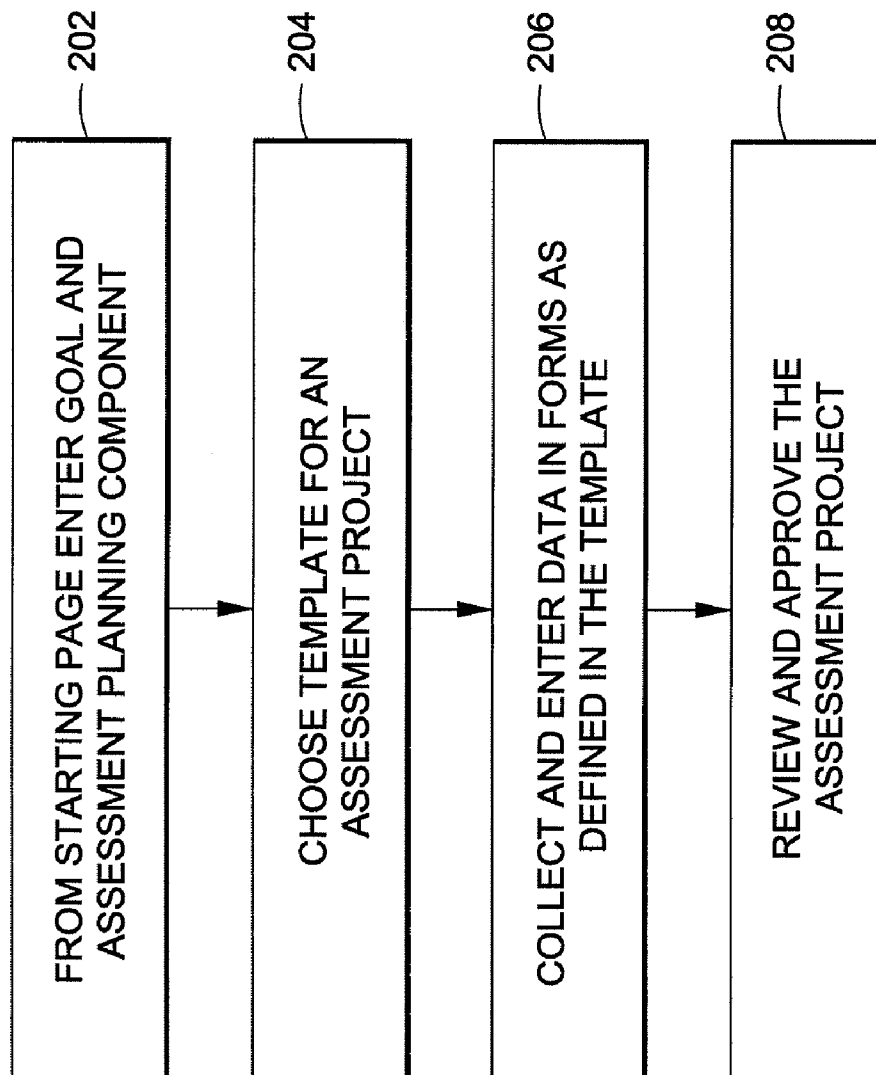 202
FROM STARTING PAGE ENTER GOAL AND
ASSESSMENT PLANNING COMPONENT
204
CHOOSE TEMPLATE FOR AN
ASSESSMENT PROJECT
206
COLLECT AND ENTER DATA IN FORMS AS
DEFINED IN THE TEMPLATE
208
REVIEW AND APPROVE THE
ASSESSMENT PROJECT